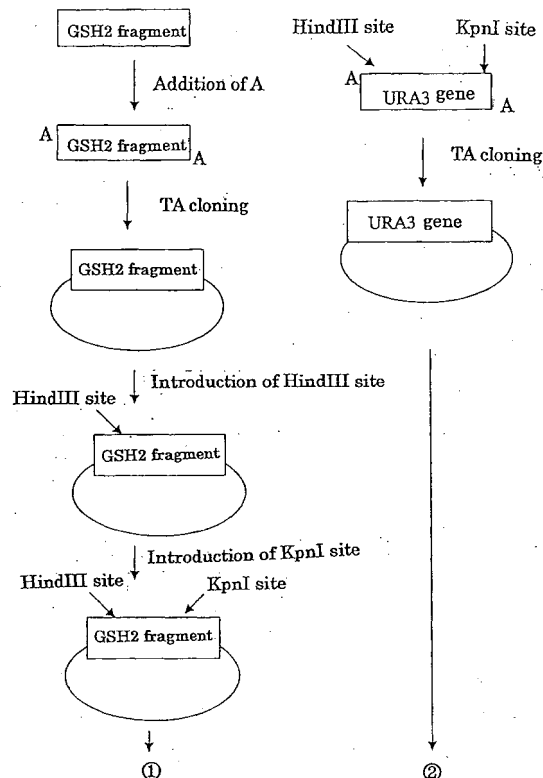 GSH2 fragment
Addition of A
A
GSH2 fragment
A
TA cloning
GSH2 fragment
Introduction of HindIII site
HindIII site
GSH2 fragment
Introduction of KpnI site
HindIII site
KpnI site
GSH2 fragment
①
HindIII site
KpnI site
A
URA3 gene
A
TA cloning
URA3 gene
②